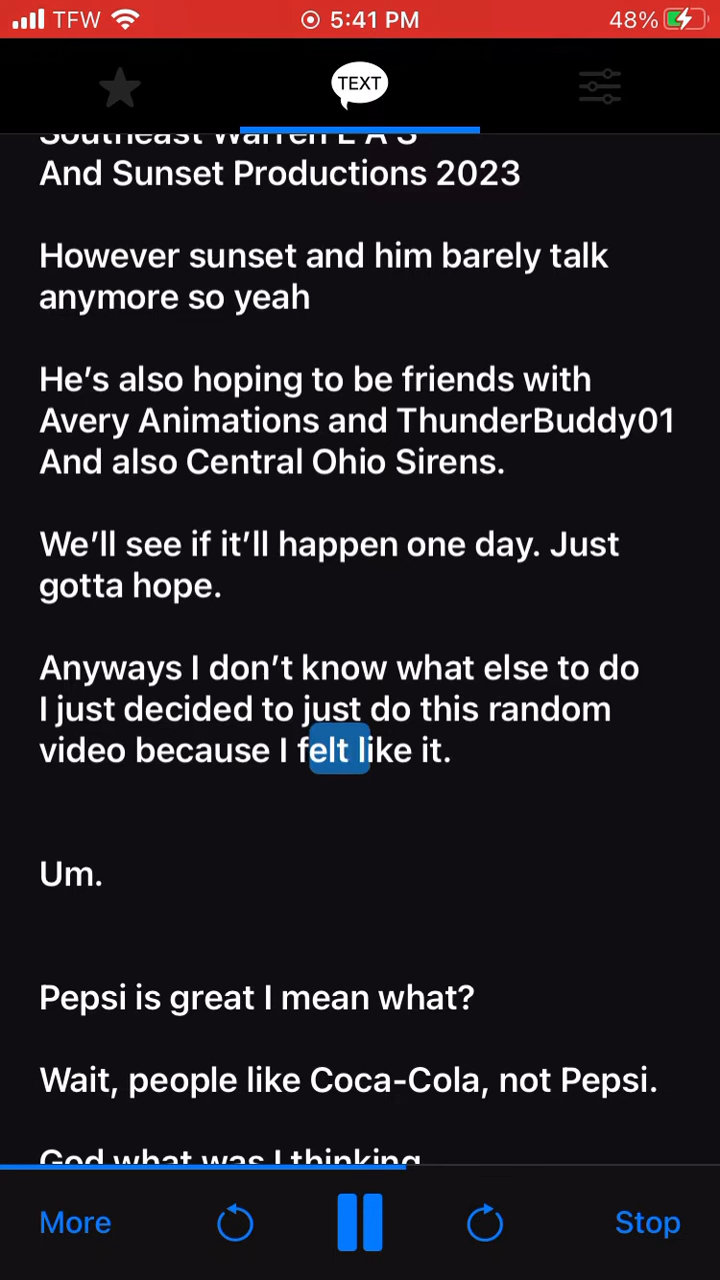 TFW 5:41 PM 48%
TEXT
Southeast Warren E A S
And Sunset Productions 2023
However sunset and him barely talk
anymore so yeah
He's also hoping to be friends with
Avery Animations and ThunderBuddy01
And also Central Ohio Sirens.
We'll see if it'll happen one day. Just
gotta hope.
Anyways I don't know what else to do
I just decided to just do this random
video because I felt like it.
Um.
Pepsi is great I mean what?
Wait, people like Coca-Cola, not Pepsi.
God what was I thinking
More Stop